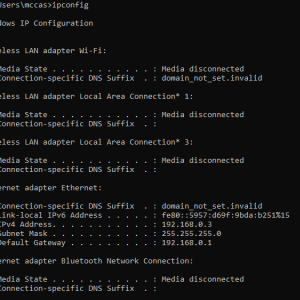 sers\mccas>ipconfig
dows IP Configuration
eless LAN adapter Wi-Fi:
Media State . . . . . . . . . . . : Media disconnected
Connection-specific DNS Suffix  . : domain_not_set.invalid
eless LAN adapter Local Area Connection* 1:
Media State . . . . . . . . . . . : Media disconnected
Connection-specific DNS Suffix  . :
eless LAN adapter Local Area Connection* 3:
Media State . . . . . . . . . . . : Media disconnected
Connection-specific DNS Suffix  . :
ernet adapter Ethernet:
Connection-specific DNS Suffix  . : domain_not_set.invalid
Link-local IPv6 Address . . . . . : fe80::5957:d69f:9bda:b251%15
IPv4 Address. . . . . . . . . . . : 192.168.0.3
Subnet Mask . . . . . . . . . . . : 255.255.255.0
Default Gateway . . . . . . . . . : 192.168.0.1
ernet adapter Bluetooth Network Connection:
Media State . . . . . . . . . . . : Media disconnected
Connection-specific DNS Suffix  . :